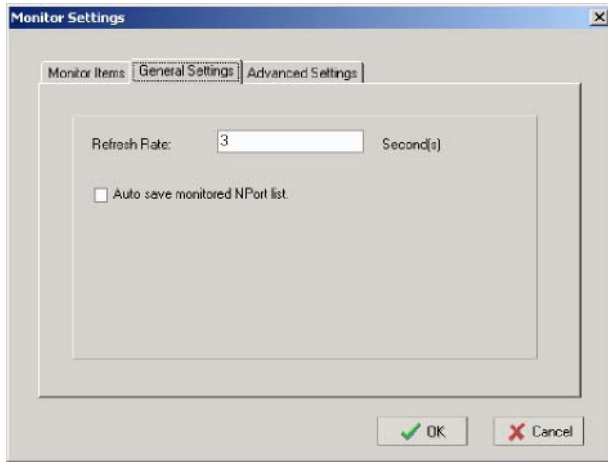 Monitor Settings
Monitor Items General Settings Advanced Settings
Refresh Rate: 3 Second(s)
Auto save monitored NPort list.
OK Cancel